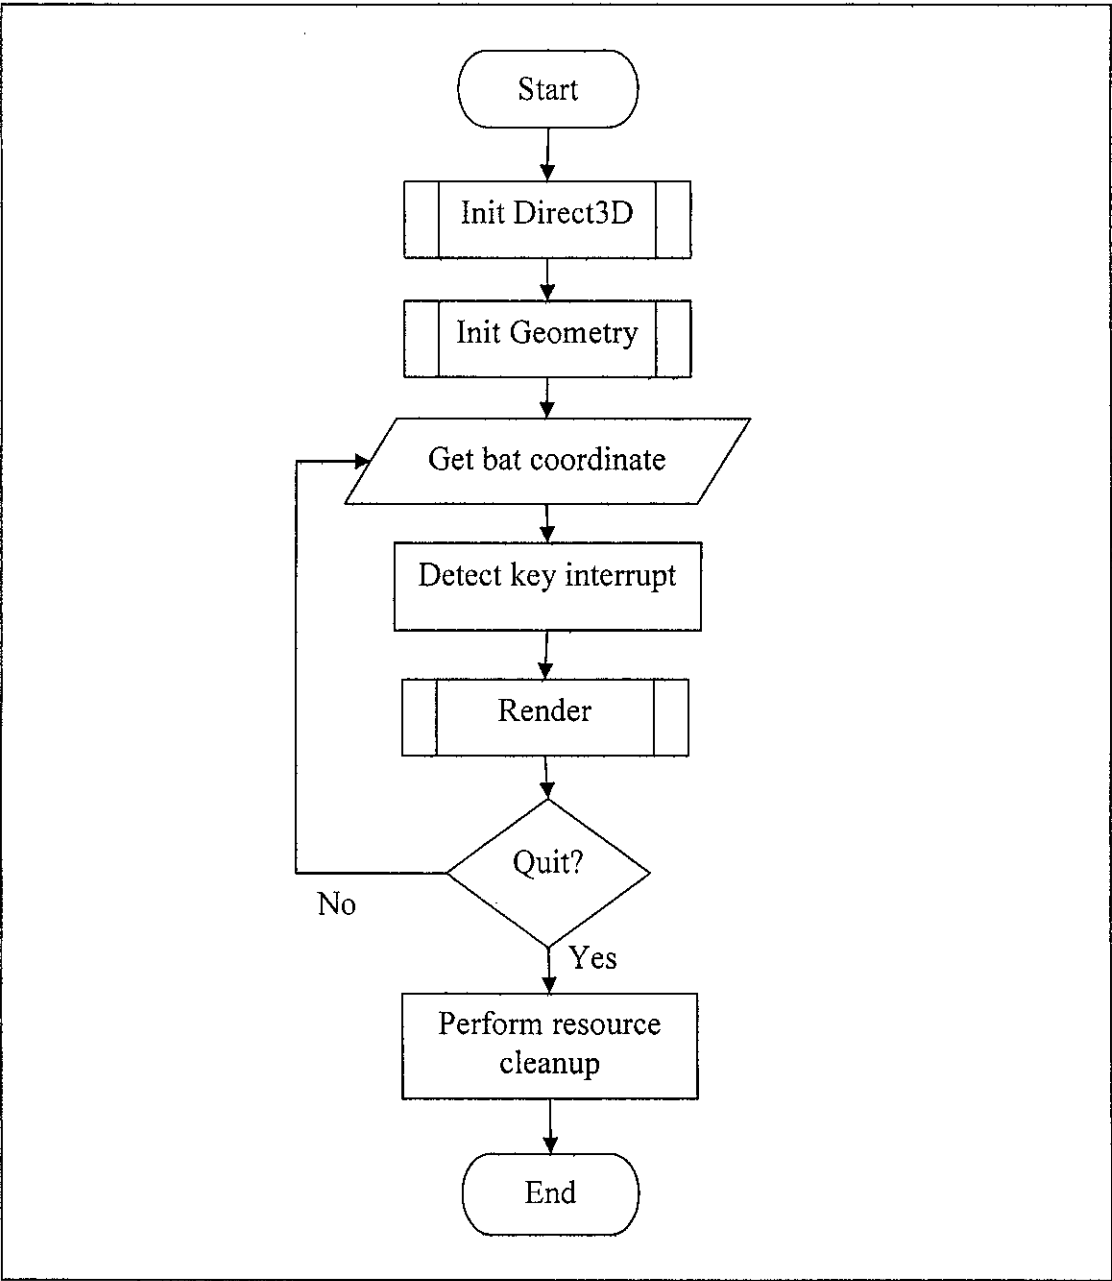 Start
Init Direct3D
Init Geometry
Get bat coordinate
Detect key interrupt
Render
Quit?
No
Yes
Perform resource
cleanup
End